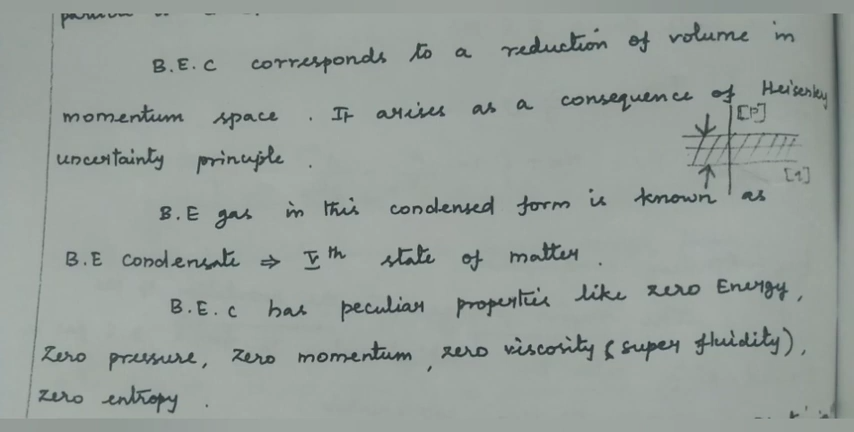 B.E.C corresponds to a reduction of volume in
momentum space . It arises as a consequence of Heisenberg
[P]
uncertainty principle .
[q]
B.E gas in this condensed form is known as
B.E Condensate ⇒ Vth state of matter .
B.E.C has peculiar properties like zero Energy,
Zero pressure, zero momentum, zero viscosity (super fluidity),
zero entropy .